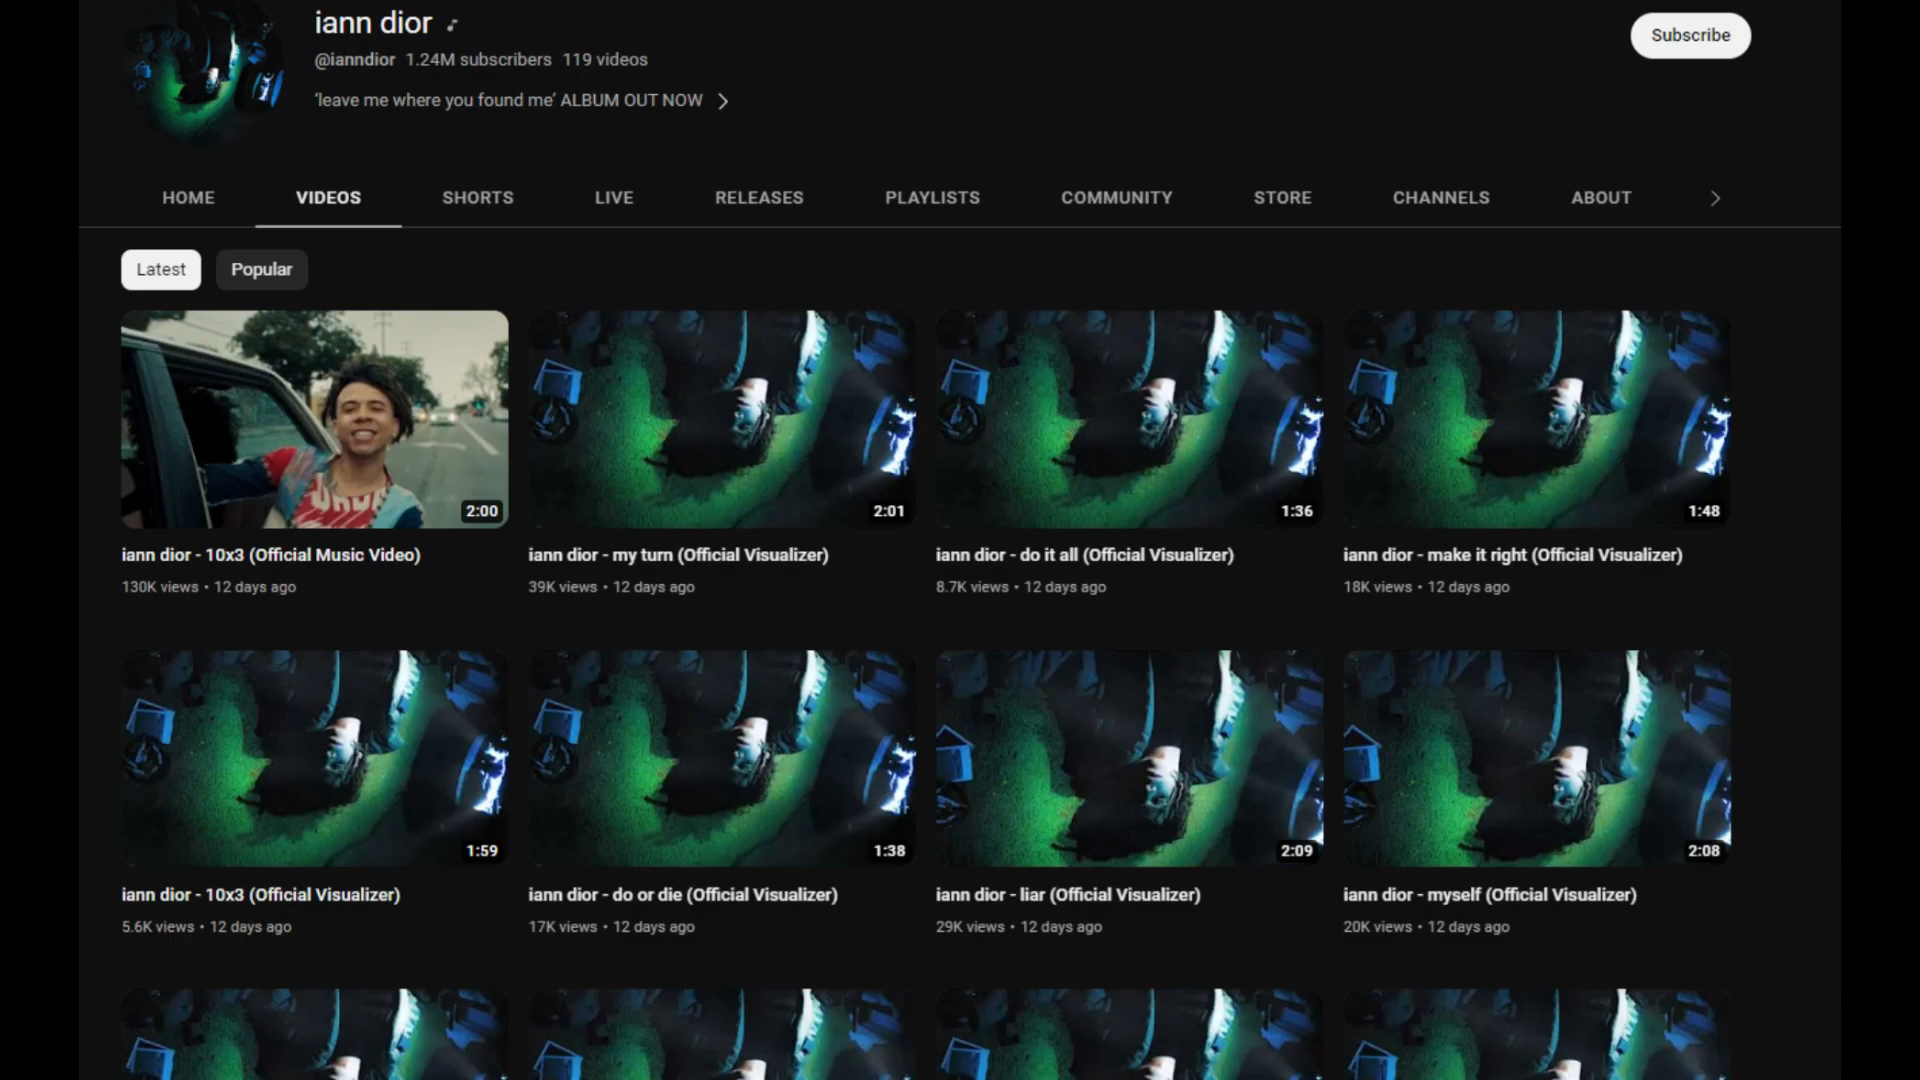 iann dior
@ianndior 1.24M subscribers 119 videos
‘leave me where you found me’ ALBUM OUT NOW
Subscribe
HOME VIDEOS SHORTS LIVE RELEASES PLAYLISTS COMMUNITY STORE CHANNELS ABOUT
Latest Popular
2:00 2:01 1:36 1:48
iann dior - 10x3 (Official Music Video)
130K views • 12 days ago
iann dior - my turn (Official Visualizer)
39K views • 12 days ago
iann dior - do it all (Official Visualizer)
8.7K views • 12 days ago
iann dior - make it right (Official Visualizer)
18K views • 12 days ago
1:59 1:38 2:09 2:08
iann dior - 10x3 (Official Visualizer)
5.6K views • 12 days ago
iann dior - do or die (Official Visualizer)
17K views • 12 days ago
iann dior - liar (Official Visualizer)
29K views • 12 days ago
iann dior - myself (Official Visualizer)
20K views • 12 days ago